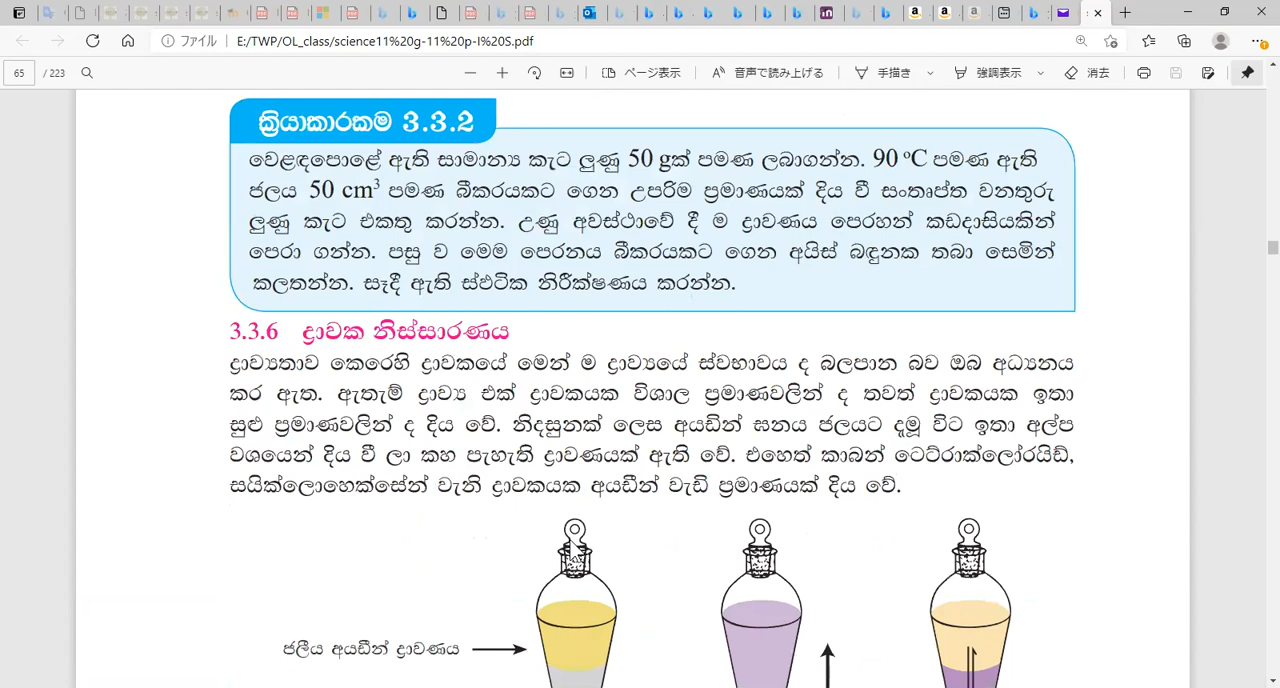 ファイル E:/TWP/OL_class/science11%20g-11%20p-I%20S.pdf
65 / 223 ページ表示 音声で読み上げる 手描き 強調表示 消去
ක්‍රියාකාරකම 3.3.2
වෙළඳපොළේ ඇති සාමාන්‍ය කැට ලුණු 50 gක් පමණ ලබාගන්න. 90 °C පමණ ඇති
ජලය 50 cm³ පමණ බීකරයකට ගෙන උපරිම ප්‍රමාණයක් දිය වී සංතෘප්ත වනතුරු
ලුණු කැට එකතු කරන්න. උණු අවස්ථාවේ දී ම ද්‍රාවණය පෙරහන් කඩදාසියකින්
පෙරා ගන්න. පසු ව මෙම පෙරනය බීකරයකට ගෙන අයිස් බඳුනක තබා සෙමින්
කලතන්න. සෑදී ඇති ස්ඵටික නිරීක්ෂණය කරන්න.
3.3.6 ද්‍රාවක නිස්සාරණය
ද්‍රාව්‍යතාව කෙරෙහි ද්‍රාවකයේ මෙන් ම ද්‍රාව්‍යයේ ස්වභාවය ද බලපාන බව ඔබ අධ්‍යනය
කර ඇත. ඇතැම් ද්‍රාව්‍ය එක් ද්‍රාවකයක විශාල ප්‍රමාණවලින් ද තවත් ද්‍රාවකයක ඉතා
සුළු ප්‍රමාණවලින් ද දිය වේ. නිදසුනක් ලෙස අයඩින් ඝනය ජලයට දැමූ විට ඉතා අල්ප
වශයෙන් දිය වී ලා කහ පැහැති ද්‍රාවණයක් ඇති වේ. එහෙත් කාබන් ටෙට්රාක්ලෝරයිඩ්,
සයික්ලොහෙක්සේන් වැනි ද්‍රාවකයක අයඩීන් වැඩි ප්‍රමාණයක් දිය වේ.
ජලීය අයඩීන් ද්‍රාවණය